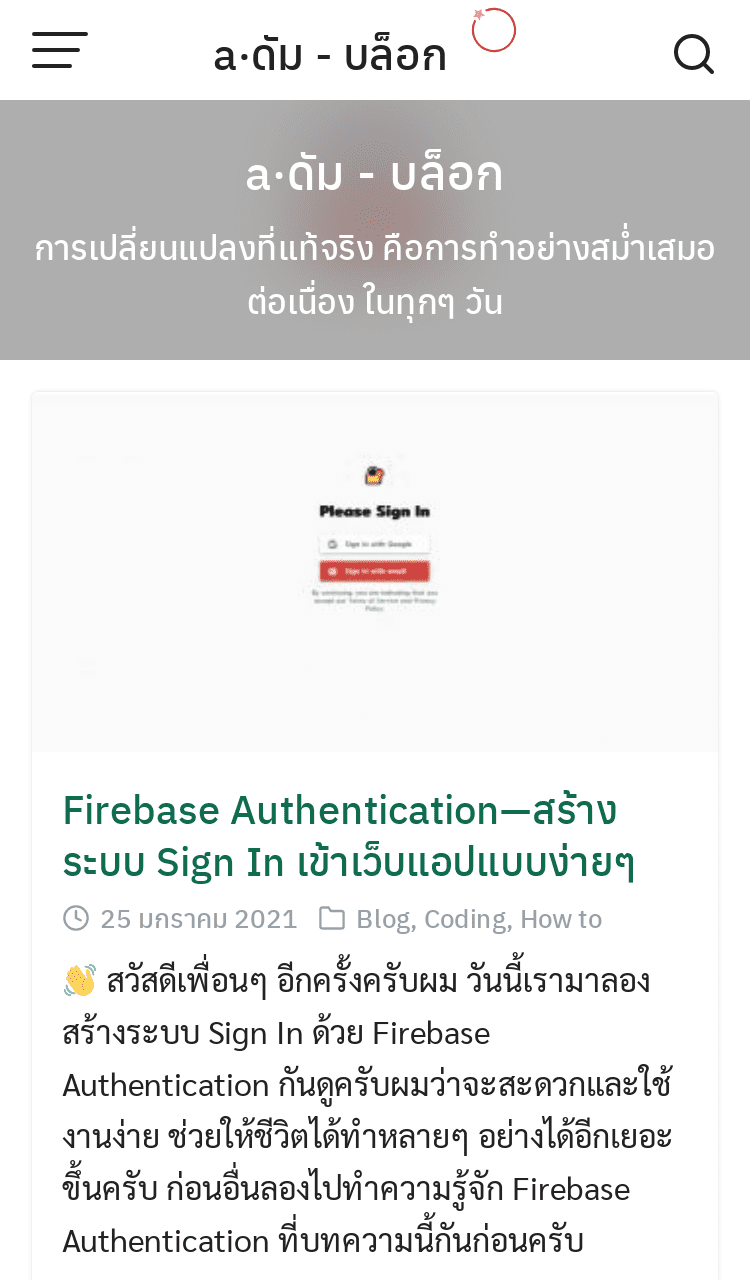 a·ดัม - บล็อก
a·ดัม - บล็อก
การเปลี่ยนแปลงที่แท้จริง คือการทำอย่างสม่ำเสมอ
ต่อเนื่อง ในทุกๆ วัน
Please Sign In
Sign in with Google
Sign in with email
By continuing, you are indicating that you
accept our Terms of Service and Privacy
Policy.
Firebase Authentication—สร้าง
ระบบ Sign In เข้าเว็บแอปแบบง่ายๆ
25 มกราคม 2021 Blog, Coding, How to
👋 สวัสดีเพื่อนๆ อีกครั้งครับผม วันนี้เรามาลอง
สร้างระบบ Sign In ด้วย Firebase
Authentication กันดูครับผมว่าจะสะดวกและใช้
งานง่าย ช่วยให้ชีวิตได้ทำหลายๆ อย่างได้อีกเยอะ
ขึ้นครับ ก่อนอื่นลองไปทำความรู้จัก Firebase
Authentication ที่บทความนี้กันก่อนครับ